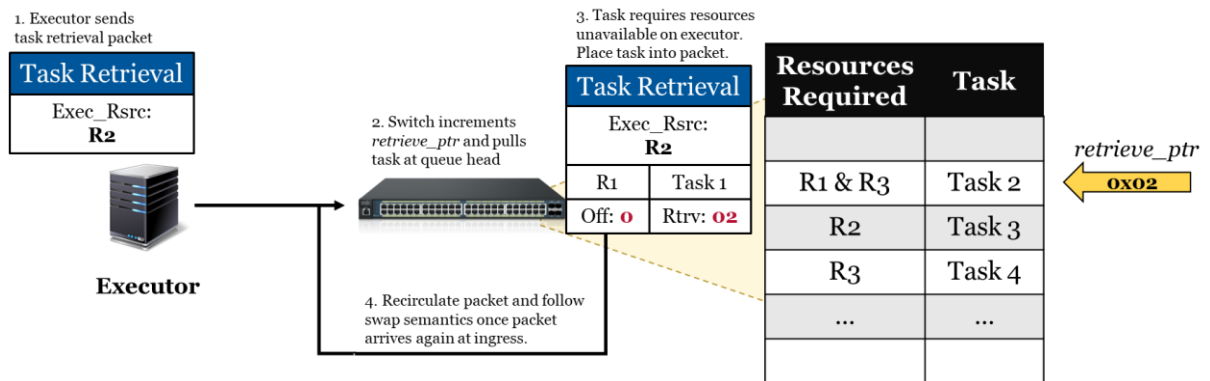 1. Executor sends
task retrieval packet
Task Retrieval
Exec_Rsrc:
R2
Executor
2. Switch increments
retrieve_ptr and pulls
task at queue head
3. Task requires resources
unavailable on executor.
Place task into packet.
Task Retrieval
Exec_Rsrc:
R2
R1 Task 1
Off: 0 Rtrv: 02
4. Recirculate packet and follow
swap semantics once packet
arrives again at ingress.
Resources
Required Task
R1 & R3 Task 2
R2 Task 3
R3 Task 4
... ...
retrieve_ptr
0x02